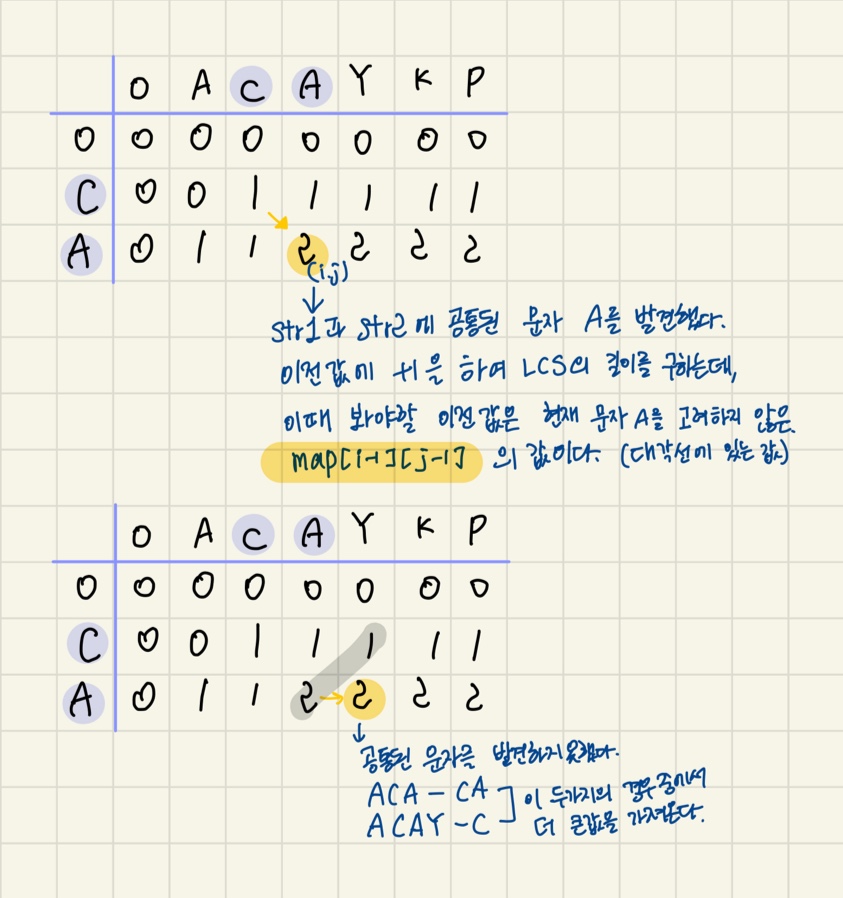 0 A C A Y K P
0 0 0 0 0 0 0 0
C 0 0 1 1 1 1 1
A 0 1 1 2 2 2 2
(i,j)
str1과 str2에 공통된 문자 A를 발견했다.
이전값에 +1을 하여 LCS의 길이를 구하는데,
이때 봐야할 이전값은 현재 문자A를 고려하지 않은
map[i-1][j-1] 의 값이다. (대각선에 있는 값)
0 A C A Y K P
0 0 0 0 0 0 0 0
C 0 0 1 1 1 1 1
A 0 1 1 2 2 2 2
공통된 문자를 발견하지 못했다.
ACA - CA ] 이 두가지의 경우 중에서
ACAY - C 더 큰값을 가져온다.